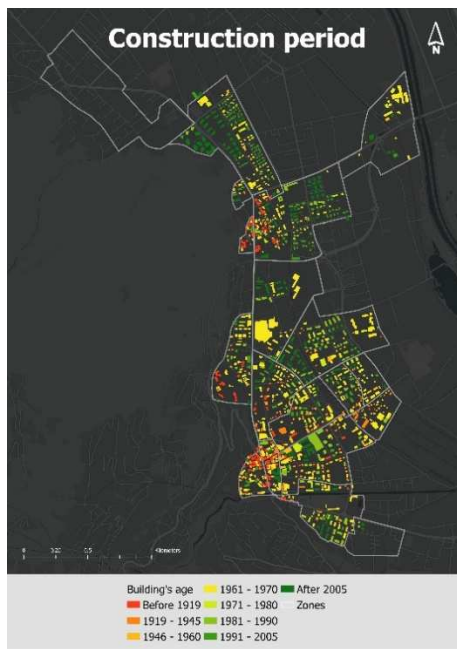 Construction period
N
Kilometers
Building's age
Before 1919
1919 - 1945
1946 - 1960
1961 - 1970
1971 - 1980
1981 - 1990
1991 - 2005
After 2005
Zones